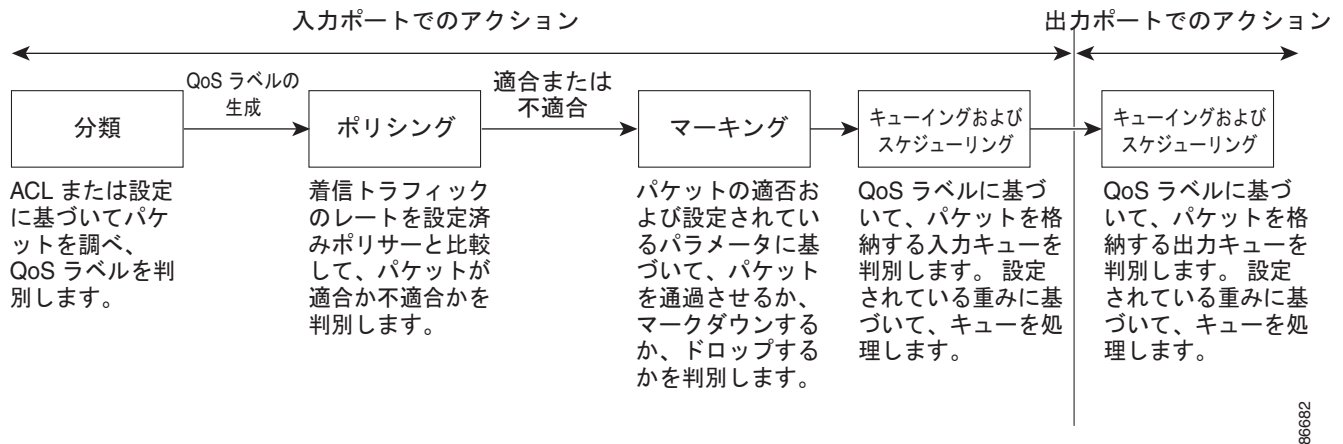 入力ポートでのアクション
出力ポートでのアクション
分類
QoS ラベルの
生成
ポリシング
適合または
不適合
マーキング
キューイングおよび
スケジューリング
キューイングおよび
スケジューリング
ACL または設定
に基づいてパケ
ットを調べ、
QoS ラベルを判
別します。
着信トラフィック
のレートを設定済
みポリサーと比較
して、パケットが
適合か不適合かを
判別します。
パケットの適否お
よび設定されてい
るパラメータに基
づいて、パケット
を通過させるか、
マークダウンする
か、ドロップする
かを判別します。
QoS ラベルに基づ
いて、パケットを格
納する入力キューを
判別します。 設定
されている重みに基
づいて、キューを処
理します。
QoS ラベルに基づ
いて、パケットを格
納する出力キューを
判別します。 設定
されている重みに基
づいて、キューを処
理します。
86682